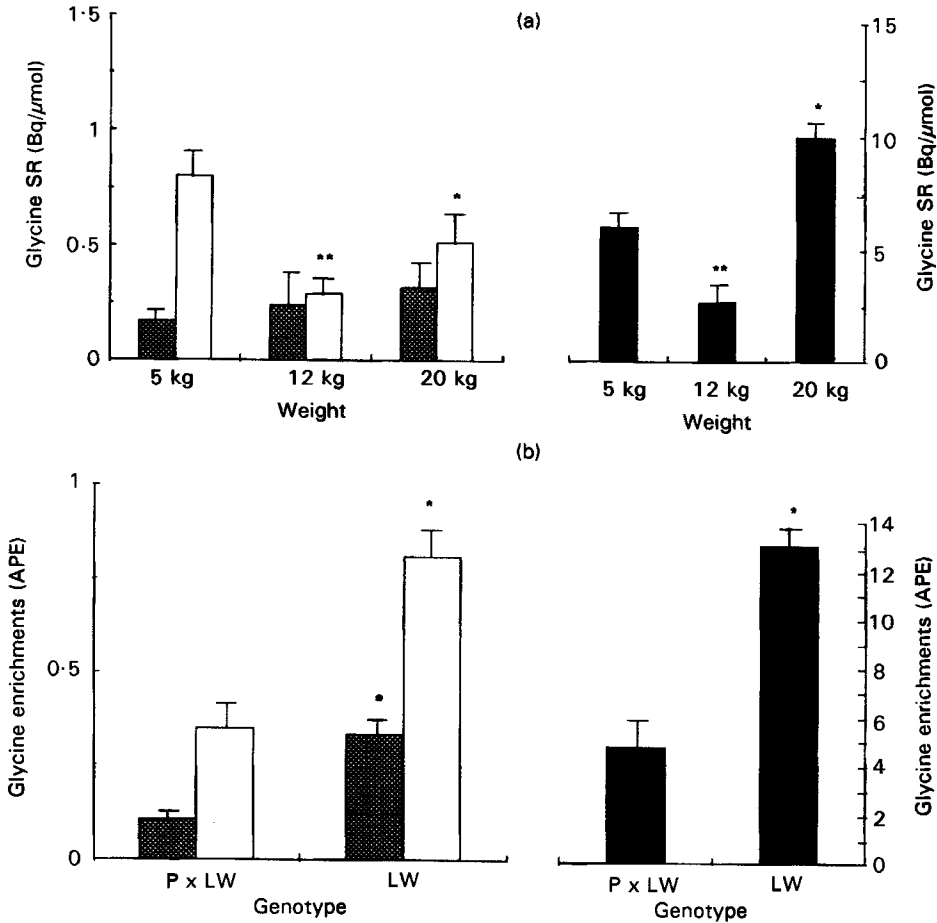 (a)
Glycine SR (Bq/μmol)
1·5
1
0·5
0
**
*
5 kg
12 kg
20 kg
Weight
**
*
15
10
5
0
Glycine SR (Bq/μmol)
5 kg
12 kg
20 kg
Weight
(b)
Glycine enrichments (APE)
1
0·5
0
*
*
P x LW
LW
Genotype
*
14
12
10
8
6
4
2
0
Glycine enrichments (APE)
P x LW
LW
Genotype